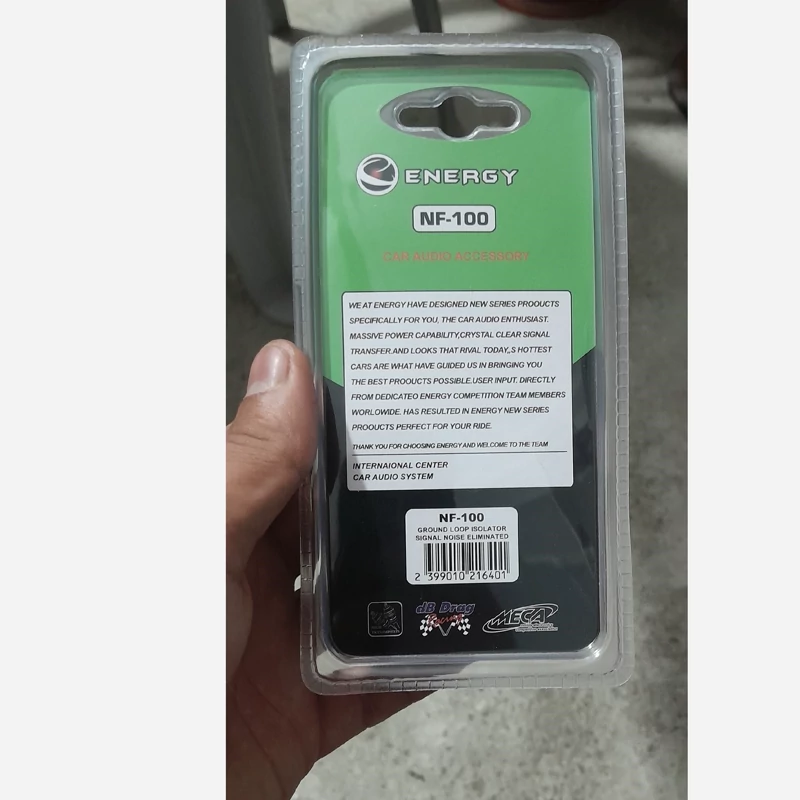 ENERGY
NF-100
CAR AUDIO ACCESSORY
WE AT ENERGY HAVE DESIGNED NEW SERIES PROOUCTS
SPECIFICALLY FOR YOU, THE CAR AUDIO ENTHUSIAST.
MASSIVE POWER CAPABILITY,CRYSTAL CLEAR SIGNAL
TRANSFER.AND LOOKS THAT RIVAL TODAY,,S HOTTEST
CARS ARE WHAT HAVE GUIDED US IN BRINGING YOU
THE BEST PROOUCTS POSSIBLE.USER INPUT. DIRECTLY
FROM DEDICATEO ENERGY COMPETITION TEAM MEMBERS
WORLOWIDE. HAS RESULTED IN ENERGY NEW SERIES
PROOUCTS PERFECT FOR YOUR RIDE.
THANK YOU FOR CHOOSING ENERGY AND WELCOME TO THE TEAM
INTERNAIONAL CENTER
CAR AUDIO SYSTEM
NF-100
GROUND LOOP ISOLATOR
SIGNAL NOISE ELIMINATED
2 399010 216401
dB Drag
Racing
MECA